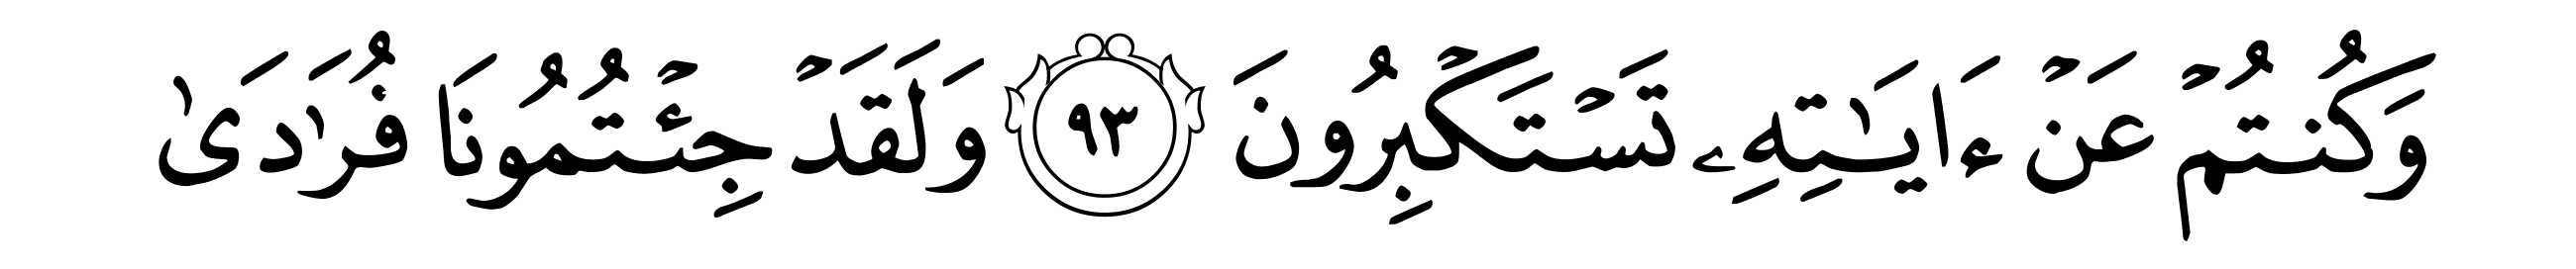 وَكُنتُمْ عَنْ ءَايَـٰتِهِۦ تَسْتَكْبِرُونَ ٩٣ وَلَقَدْ جِئْتُمُونَا فُرَٰدَىٰ